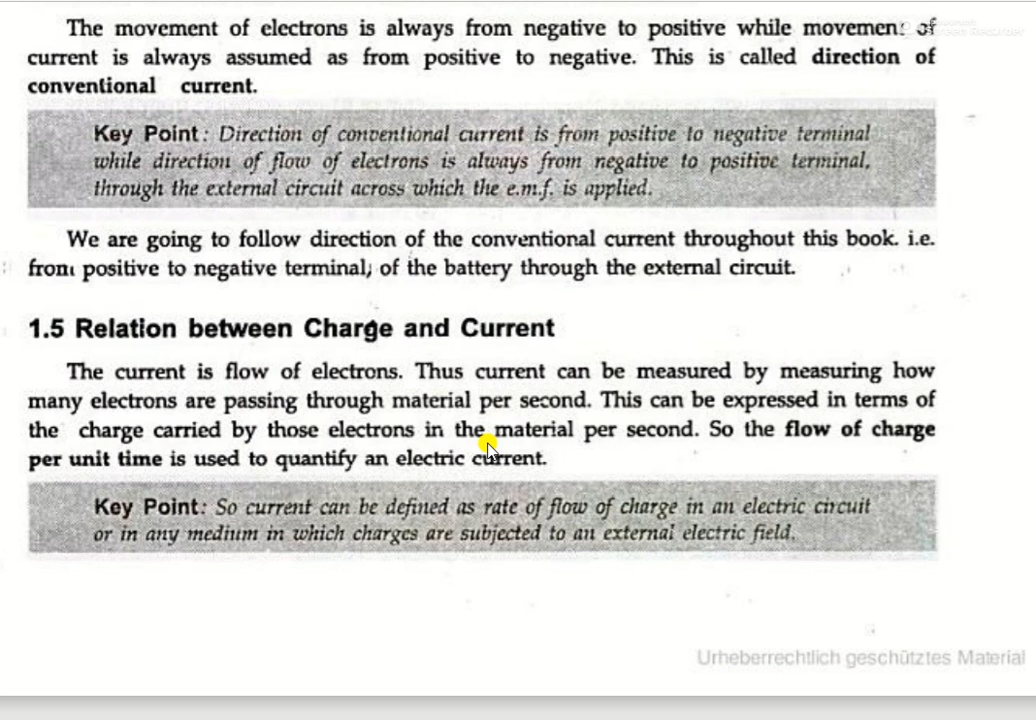 The movement of electrons is always from negative to positive while movement of
current is always assumed as from positive to negative. This is called direction of
conventional current.
Key Point : Direction of conventional current is from positive to negative terminal
while direction of flow of electrons is always from negative to positive terminal,
through the external circuit across which the e.m.f. is applied.
We are going to follow direction of the conventional current throughout this book. i.e.
from positive to negative terminal, of the battery through the external circuit.
1.5 Relation between Charge and Current
The current is flow of electrons. Thus current can be measured by measuring how
many electrons are passing through material per second. This can be expressed in terms of
the charge carried by those electrons in the material per second. So the flow of charge
per unit time is used to quantify an electric current.
Key Point: So current can be defined as rate of flow of charge in an electric circuit
or in any medium in which charges are subjected to an external electric field.
Urheberrechtlich geschütztes Material